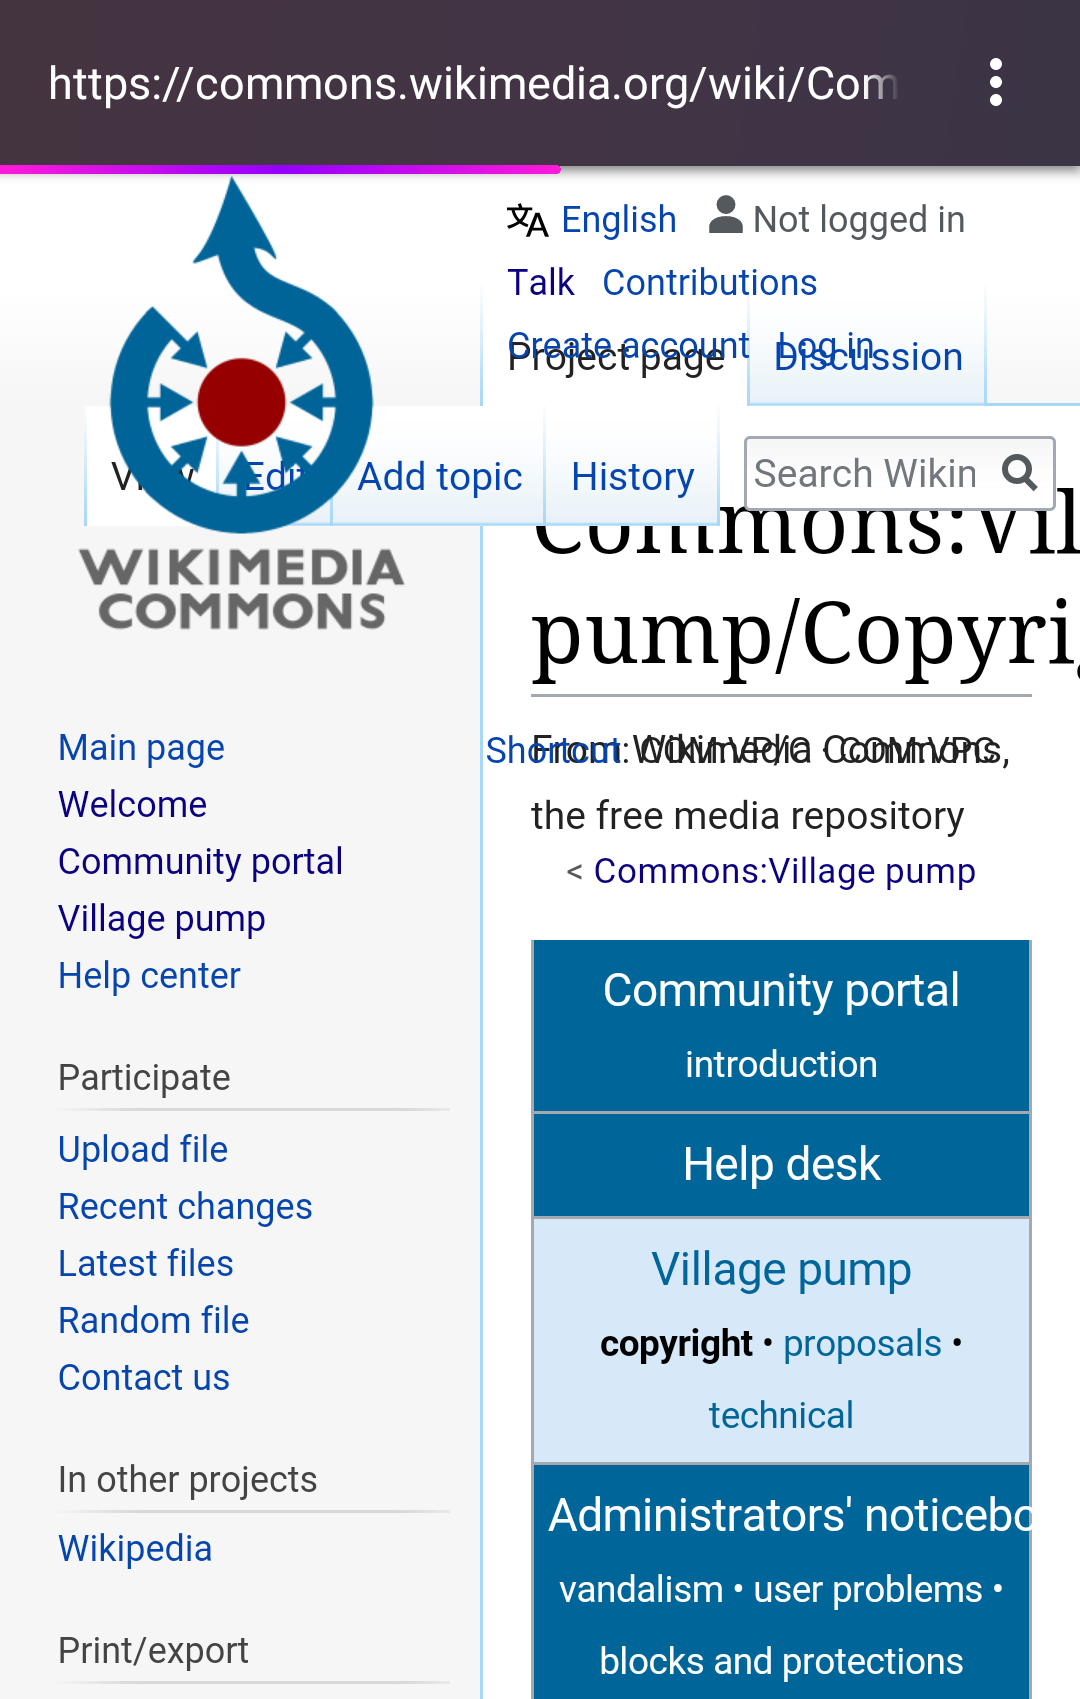 https://commons.wikimedia.org/wiki/Com
English Not logged in
Talk Contributions
Create account Log in
Project page Discussion
View Edit Add topic History
Search Wikim
Commons:Vil
pump/Copyrig
WIKIMEDIA
COMMONS
Shortcut: COM:VP/C · COM:VPC
From Wikimedia Commons,
the free media repository
< Commons:Village pump
Main page
Welcome
Community portal
Village pump
Help center
Participate
Upload file
Recent changes
Latest files
Random file
Contact us
In other projects
Wikipedia
Print/export
Community portal
introduction
Help desk
Village pump
copyright • proposals •
technical
Administrators' noticebo
vandalism • user problems •
blocks and protections